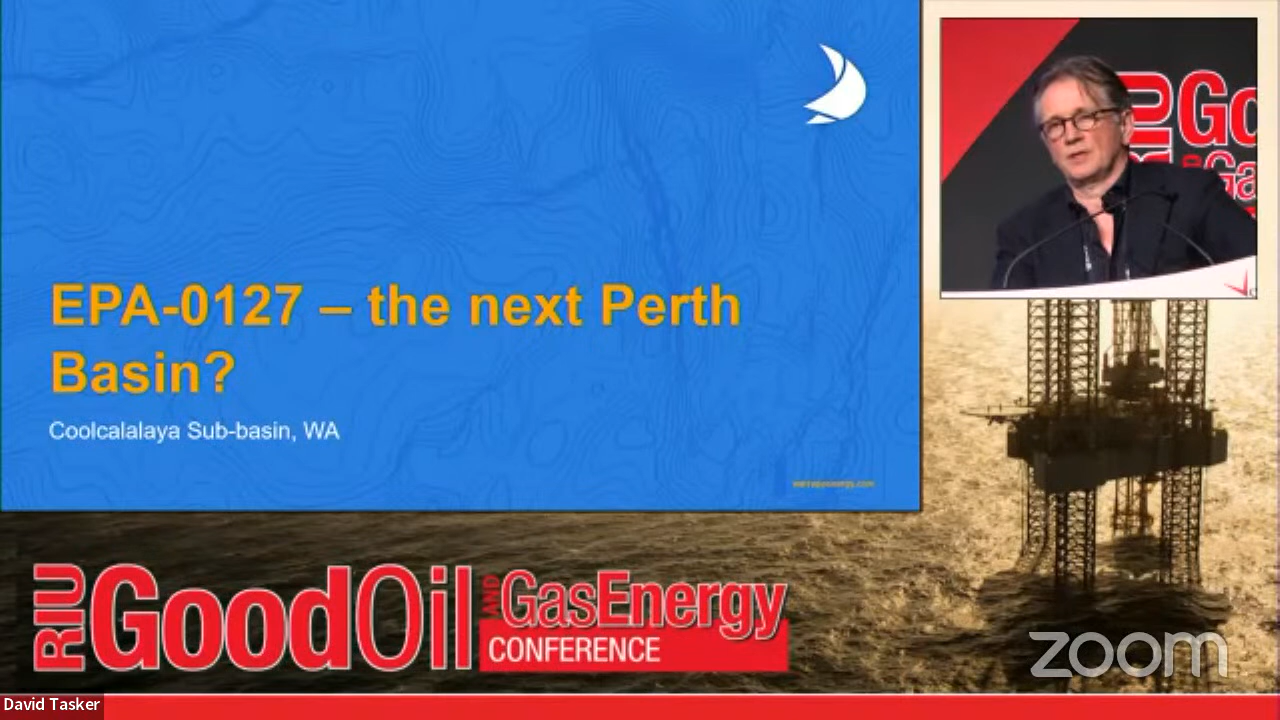 EPA-0127 – the next Perth
Basin?
Coolcalalaya Sub-basin, WA
RIU GoodOil AND GasEnergy
CONFERENCE
zoom
David Tasker